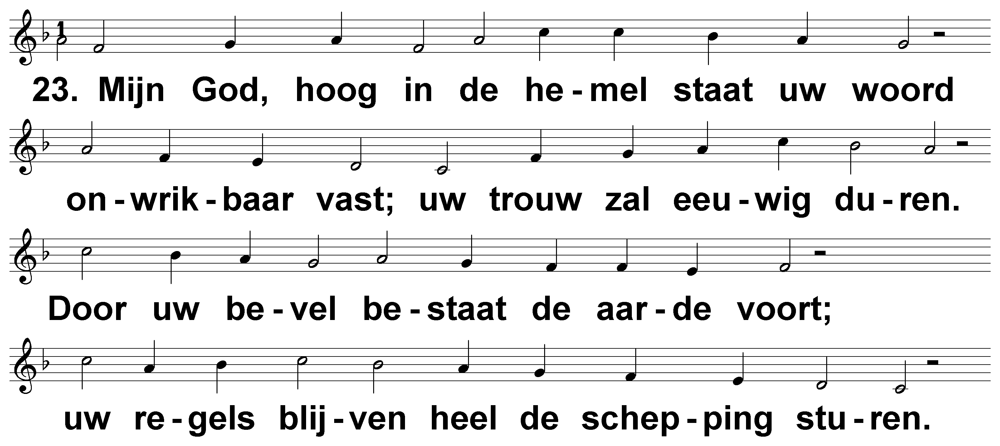 1
23. Mijn God, hoog in de he-mel staat uw woord
on-wrik-baar vast; uw trouw zal eeu-wig du-ren.
Door uw be-vel be-staat de aar-de voort;
uw re-gels blij-ven heel de schep-ping stu-ren.